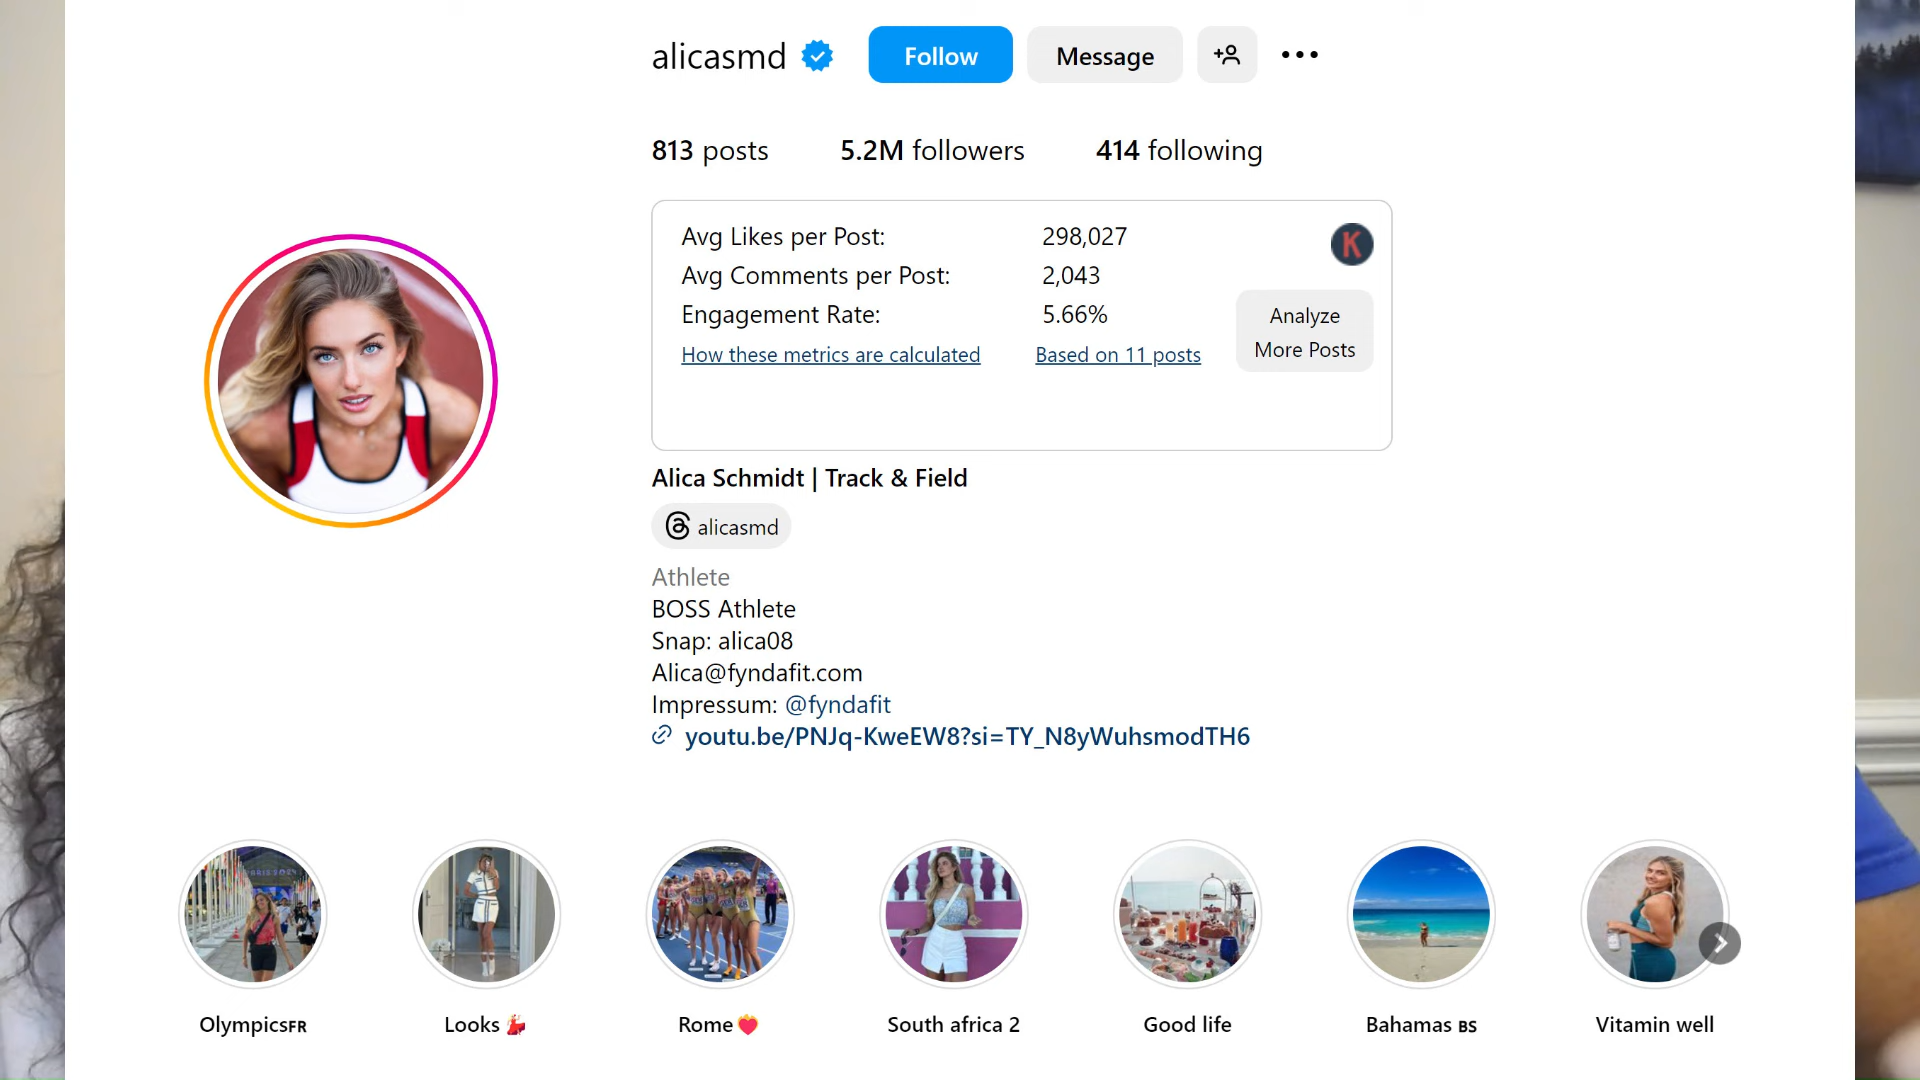 alicasmd Follow Message
813 posts 5.2M followers 414 following
Avg Likes per Post: 298,027
Avg Comments per Post: 2,043
Engagement Rate: 5.66%
How these metrics are calculated Based on 11 posts
K
Analyze
More Posts
Alica Schmidt | Track & Field
alicasmd
Athlete
BOSS Athlete
Snap: alica08
Alica@fyndafit.com
Impressum: @fyndafit
youtu.be/PNJq-KweEW8?si=TY_N8yWuhsmodTH6
OlympicsFR Looks 💃 Rome❤️ South africa 2 Good life Bahamas BS Vitamin well